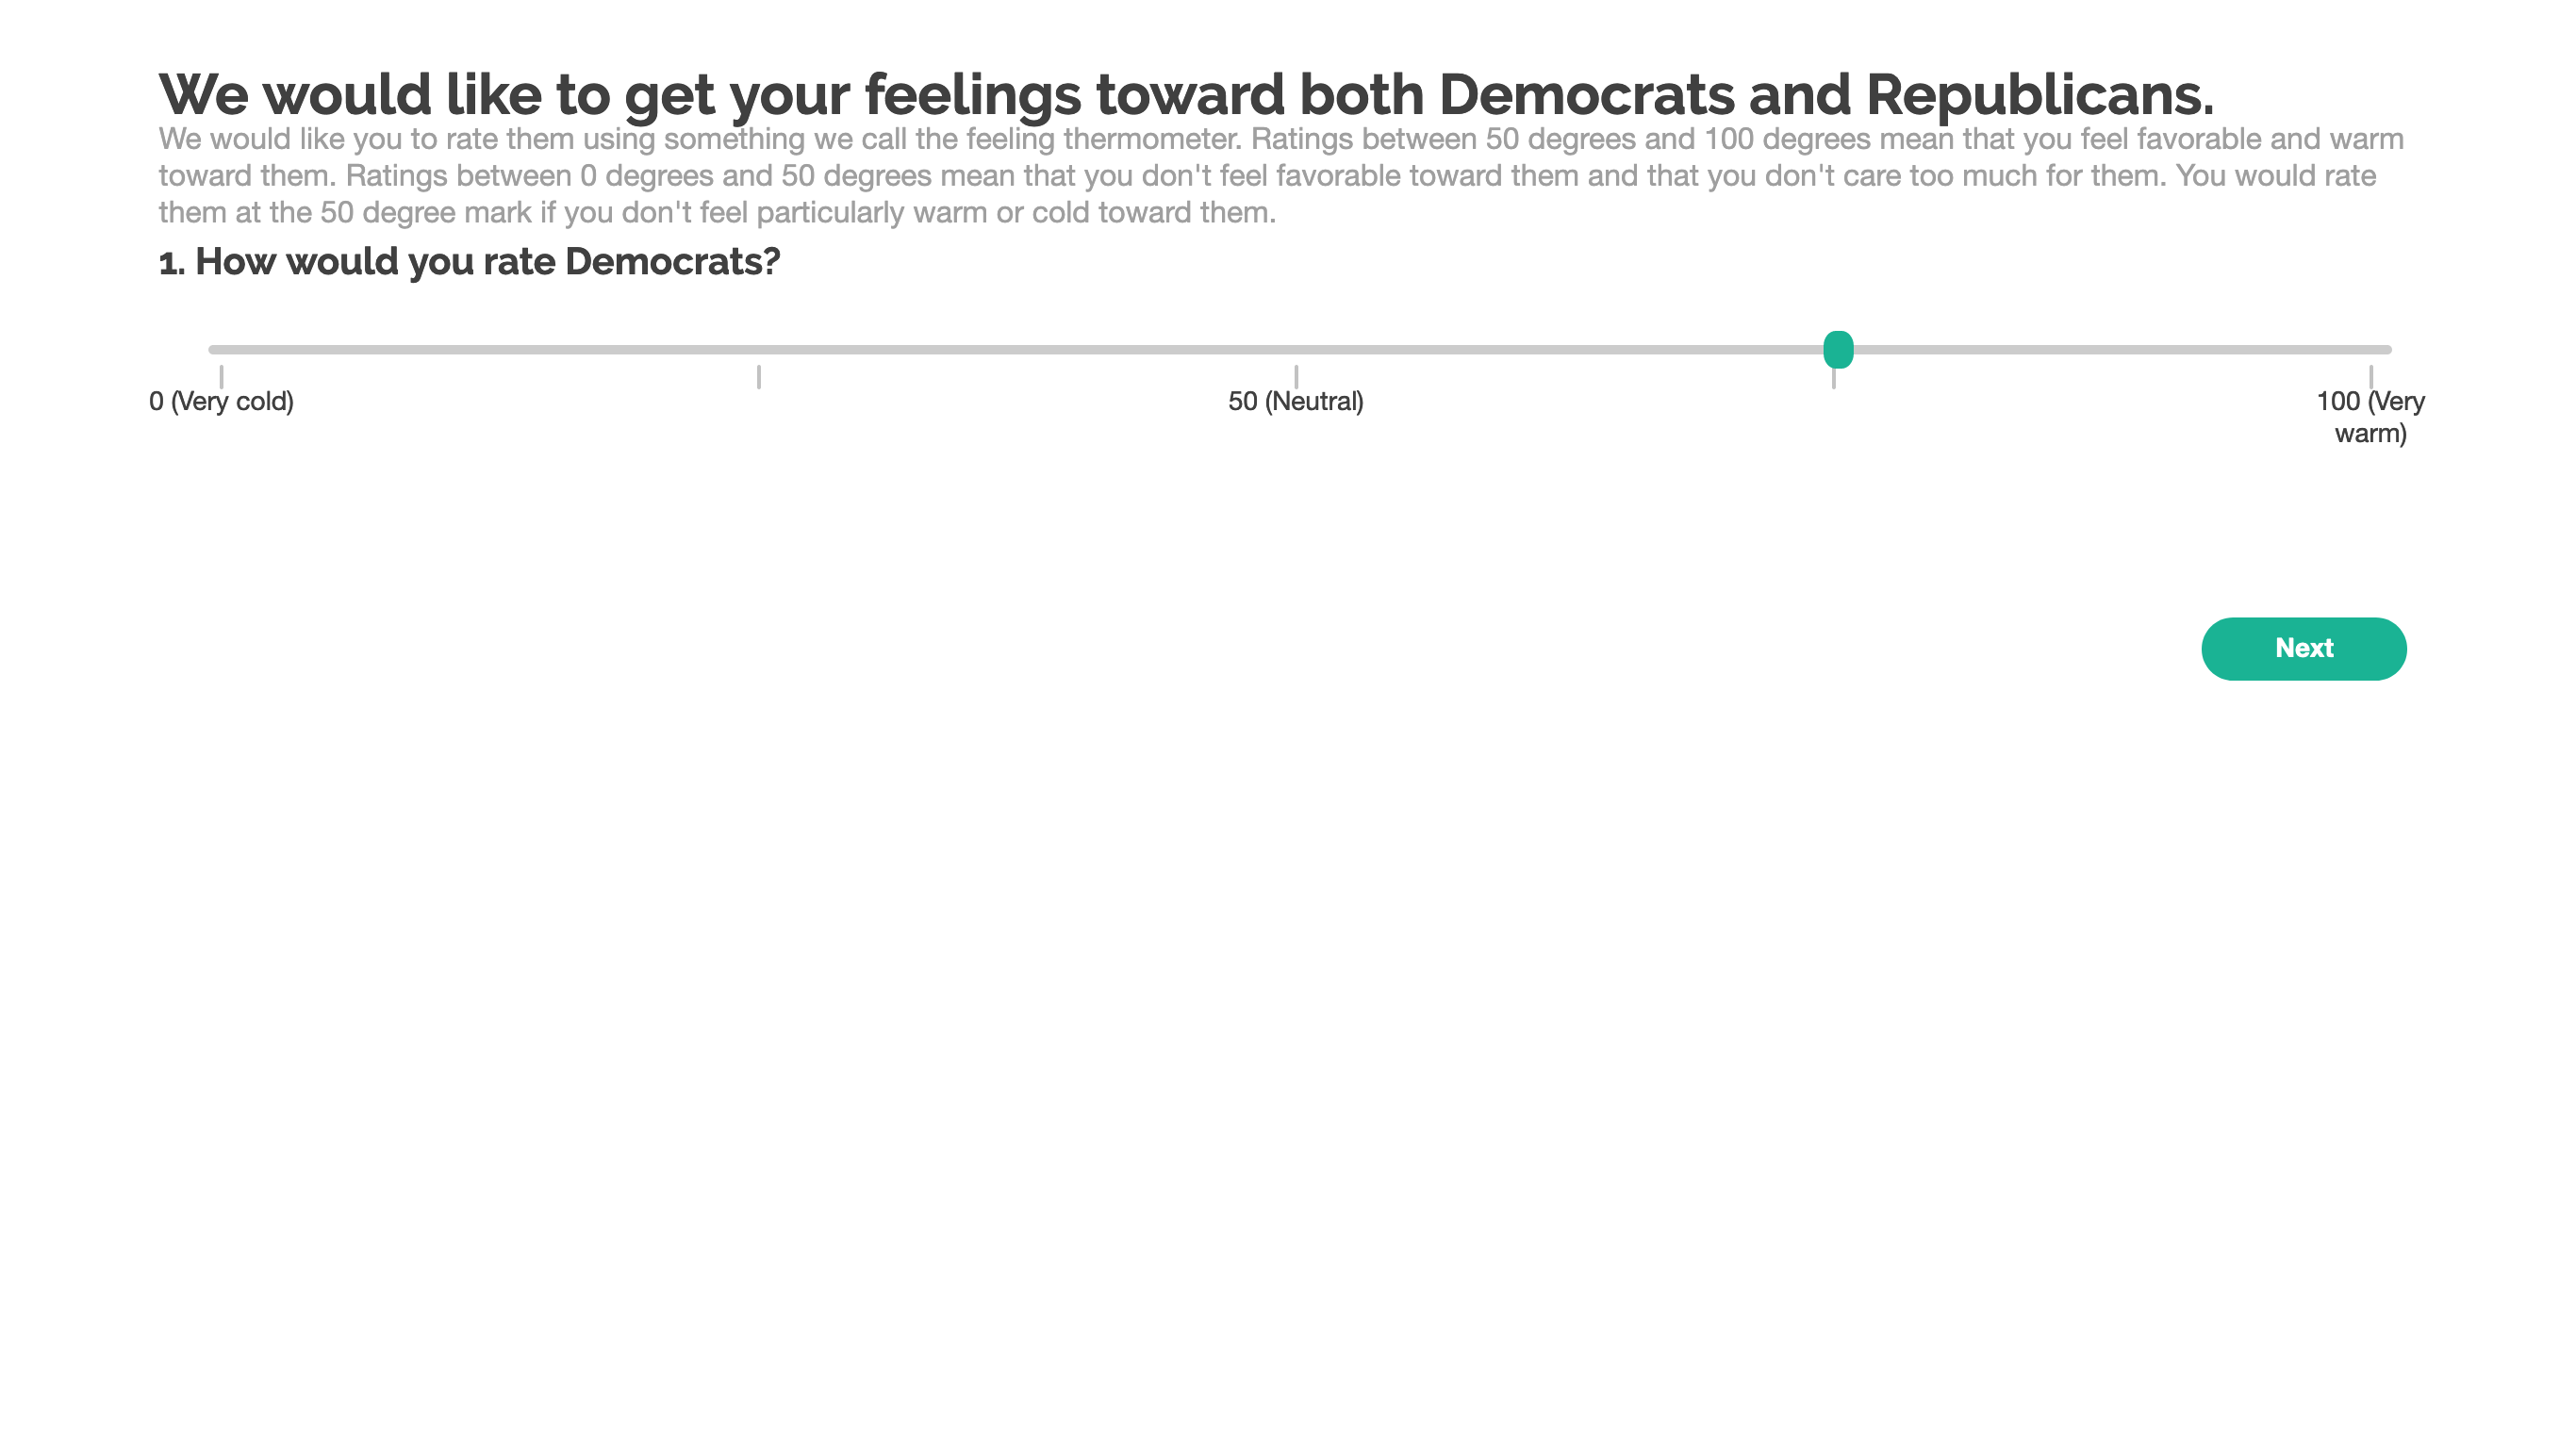 We would like to get your feelings toward both Democrats and Republicans.
We would like you to rate them using something we call the feeling thermometer. Ratings between 50 degrees and 100 degrees mean that you feel favorable and warm
toward them. Ratings between 0 degrees and 50 degrees mean that you don't feel favorable toward them and that you don't care too much for them. You would rate
them at the 50 degree mark if you don't feel particularly warm or cold toward them.
1. How would you rate Democrats?
0 (Very cold)
50 (Neutral)
100 (Very
warm)
Next